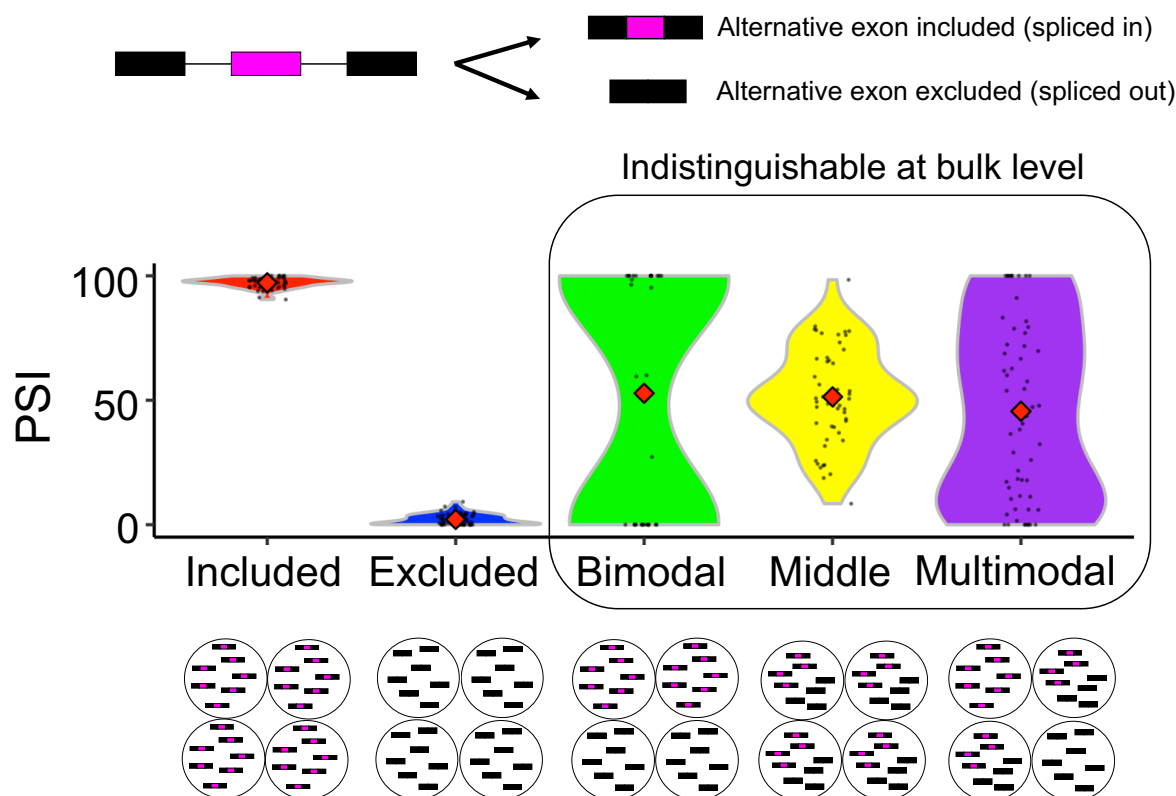 Alternative exon included (spliced in)
Alternative exon excluded (spliced out)
Indistinguishable at bulk level
PSI
100
50
0
Included Excluded Bimodal Middle Multimodal